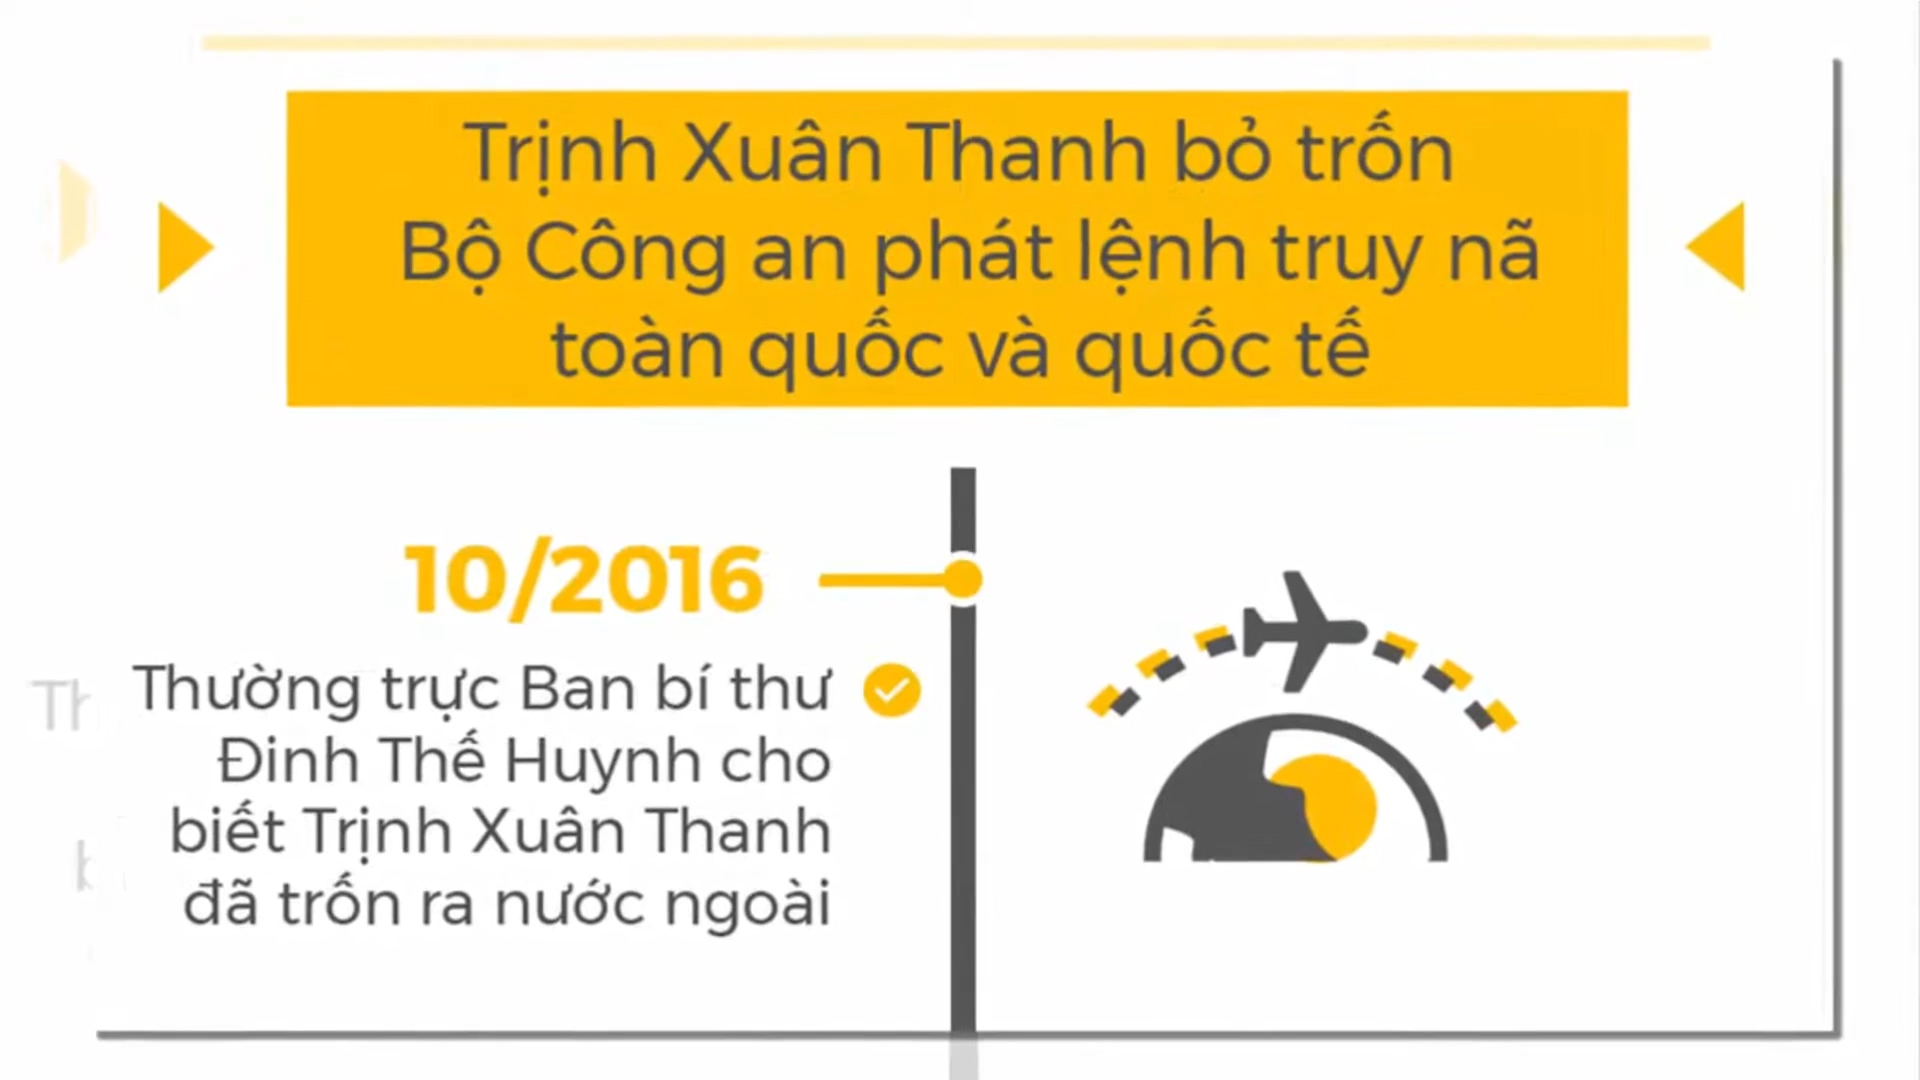 Trịnh Xuân Thanh bỏ trốn
Bộ Công an phát lệnh truy nã
toàn quốc và quốc tế
10/2016
Thường trực Ban bí thư
Đinh Thế Huynh cho
biết Trịnh Xuân Thanh
đã trốn ra nước ngoài